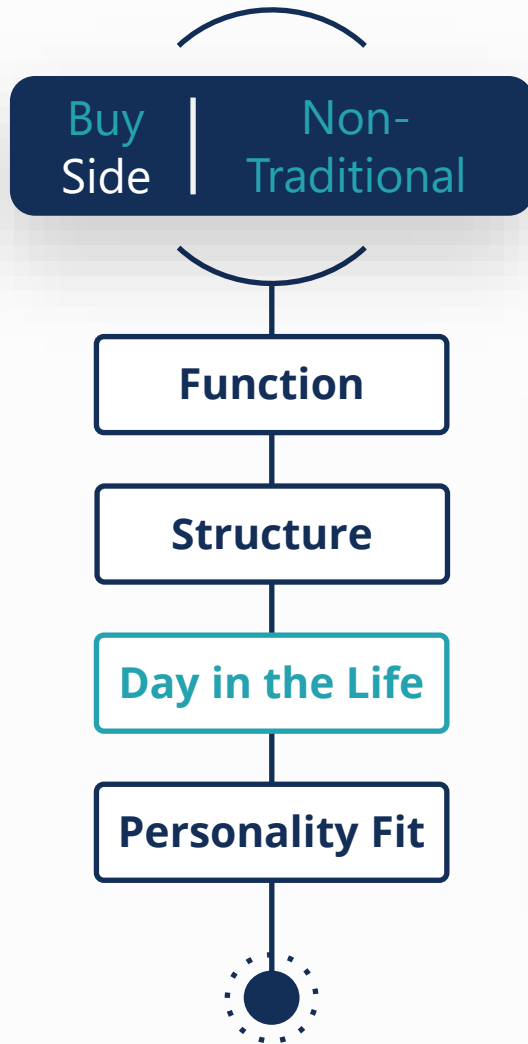 Buy
Side
Non-
Traditional
Function
Structure
Day in the Life
Personality Fit